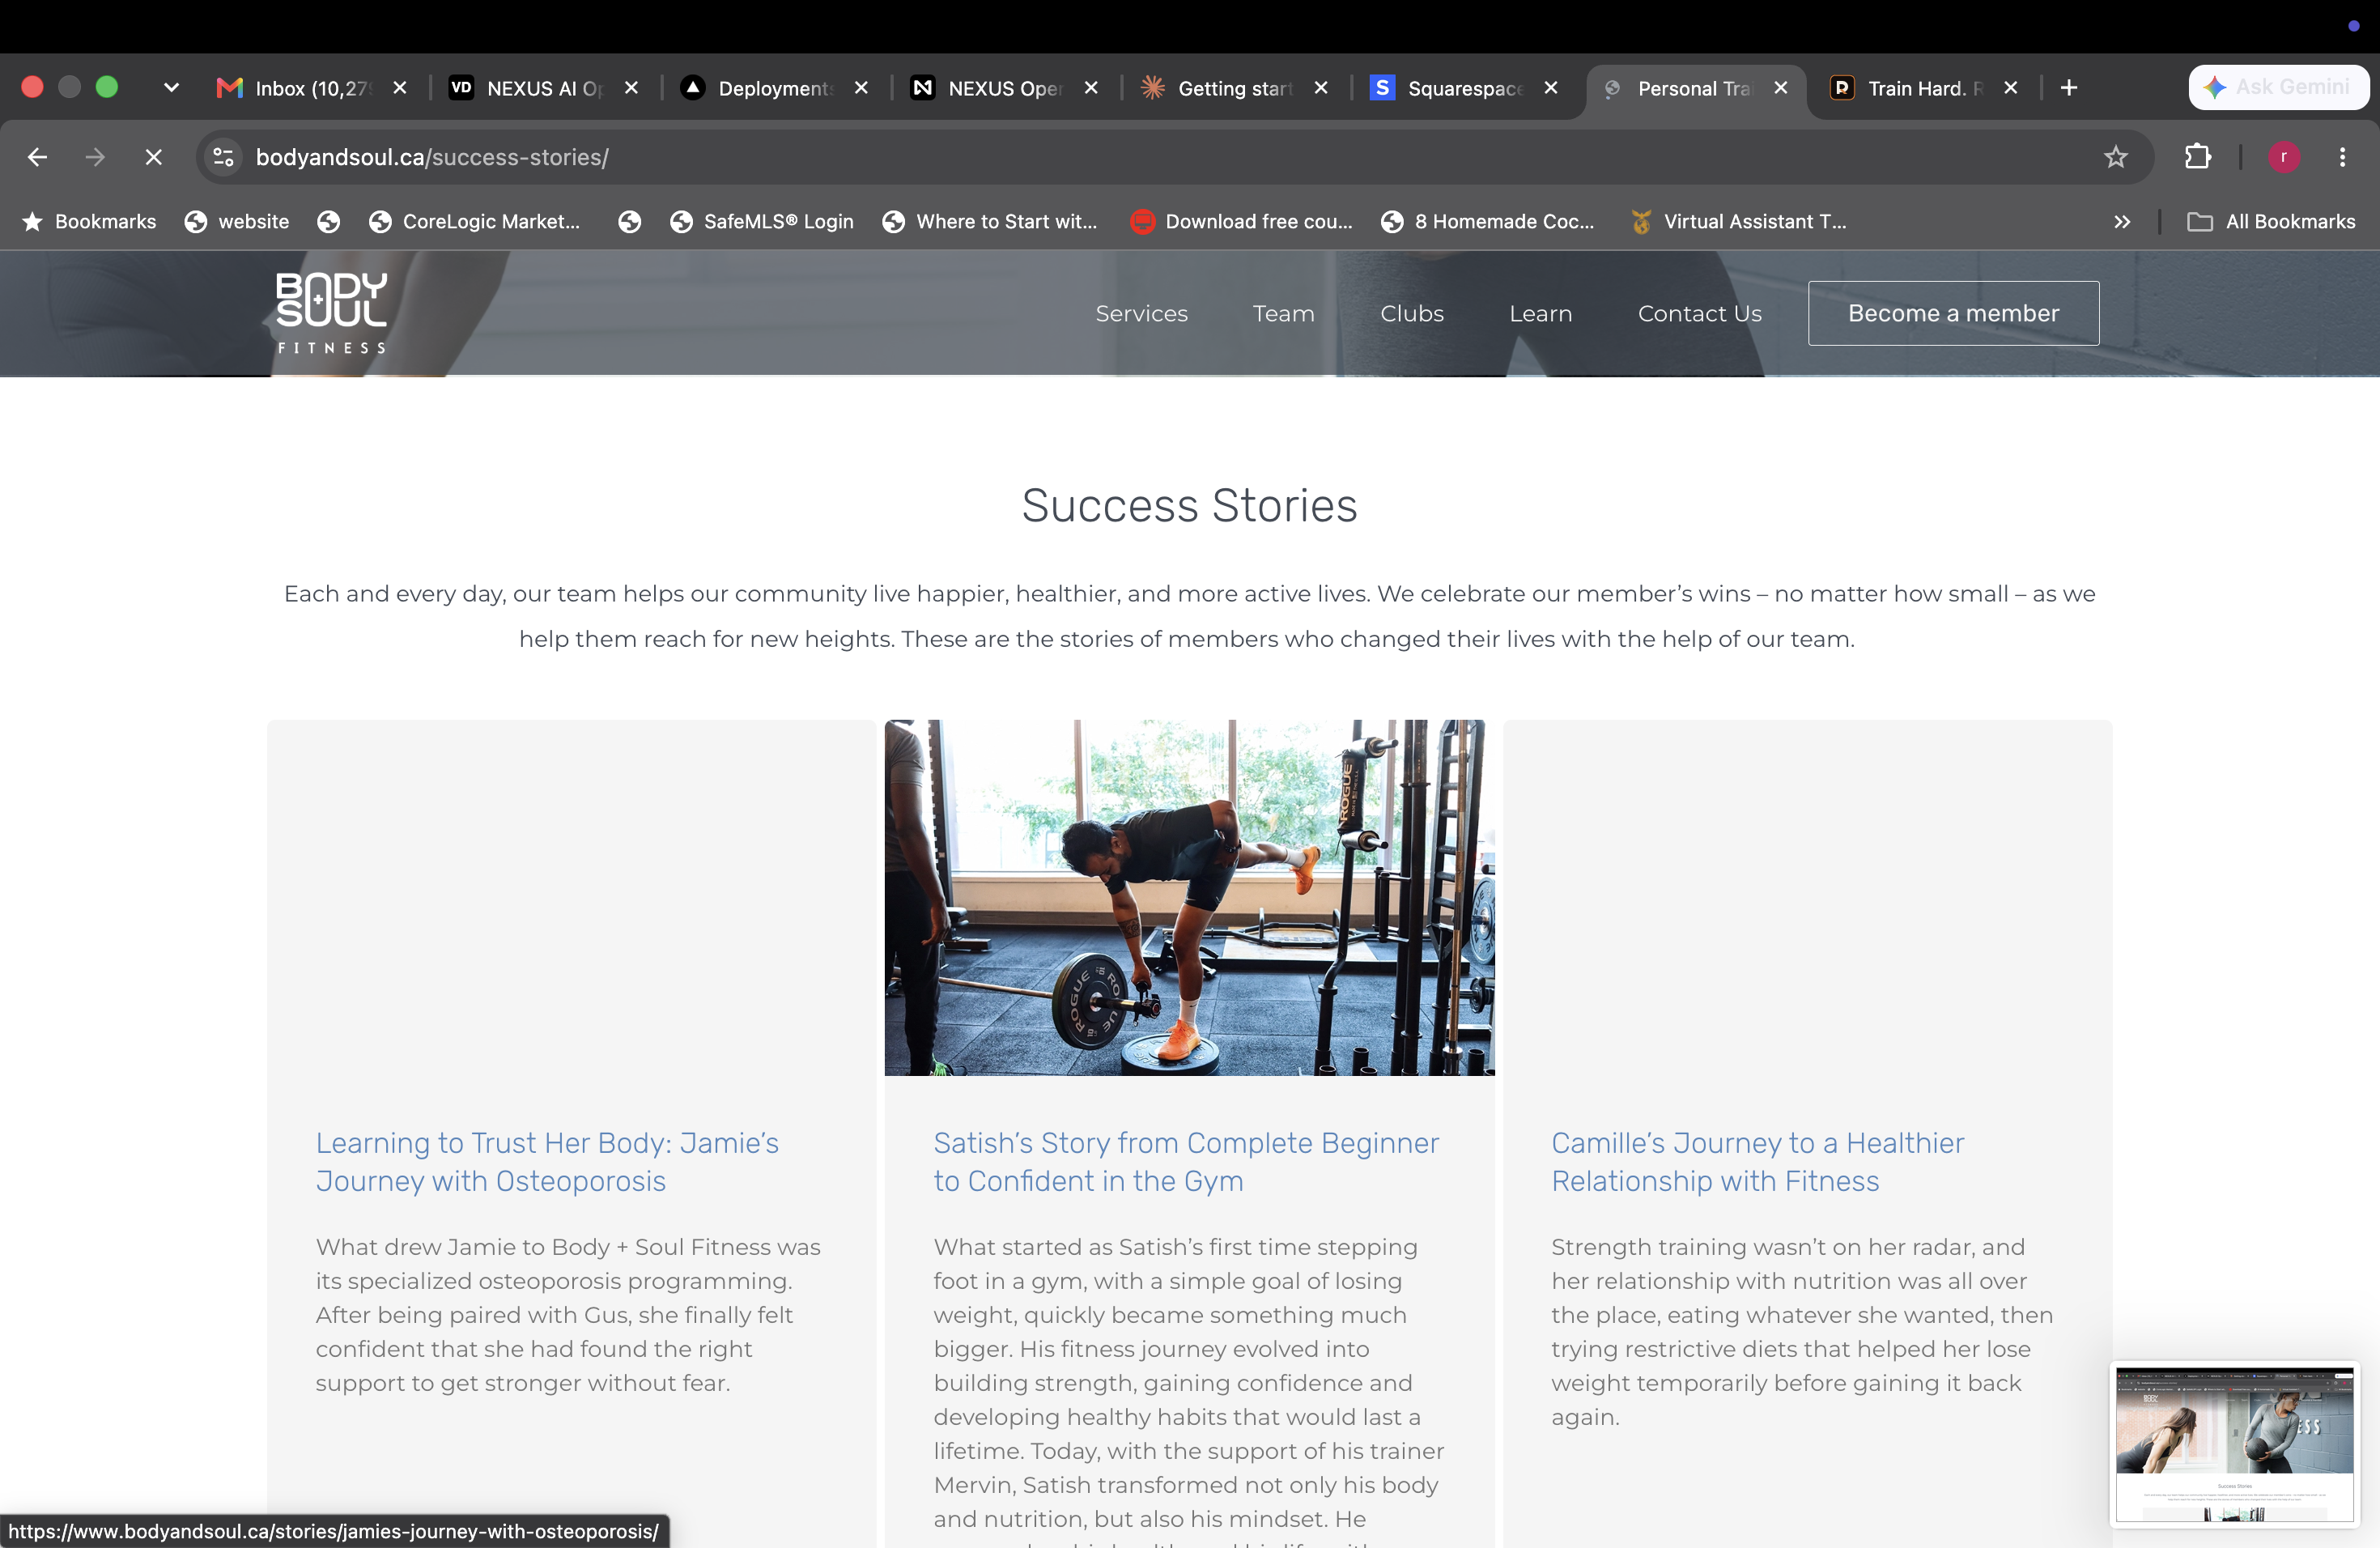 Inbox (10,279
NEXUS AI Op
Deployments
NEXUS Oper
Getting start
Squarespace
Personal Trai
Train Hard. R
Ask Gemini
bodyandsoul.ca/success-stories/
Bookmarks
website
CoreLogic Market...
SafeMLS® Login
Where to Start wit...
Download free cou...
8 Homemade Coc...
Virtual Assistant T...
All Bookmarks
BODY
SOUL
FITNESS
Services
Team
Clubs
Learn
Contact Us
Become a member
Success Stories
Each and every day, our team helps our community live happier, healthier, and more active lives. We celebrate our member’s wins – no matter how small – as we
help them reach for new heights. These are the stories of members who changed their lives with the help of our team.
ROGUE
ROGUE
Learning to Trust Her Body: Jamie’s
Journey with Osteoporosis
What drew Jamie to Body + Soul Fitness was
its specialized osteoporosis programming.
After being paired with Gus, she finally felt
confident that she had found the right
support to get stronger without fear.
Satish’s Story from Complete Beginner
to Confident in the Gym
What started as Satish’s first time stepping
foot in a gym, with a simple goal of losing
weight, quickly became something much
bigger. His fitness journey evolved into
building strength, gaining confidence and
developing healthy habits that would last a
lifetime. Today, with the support of his trainer
Mervin, Satish transformed not only his body
and nutrition, but also his mindset. He
Camille’s Journey to a Healthier
Relationship with Fitness
Strength training wasn’t on her radar, and
her relationship with nutrition was all over
the place, eating whatever she wanted, then
trying restrictive diets that helped her lose
weight temporarily before gaining it back
again.
Success Stories
https://www.bodyandsoul.ca/stories/jamies-journey-with-osteoporosis/